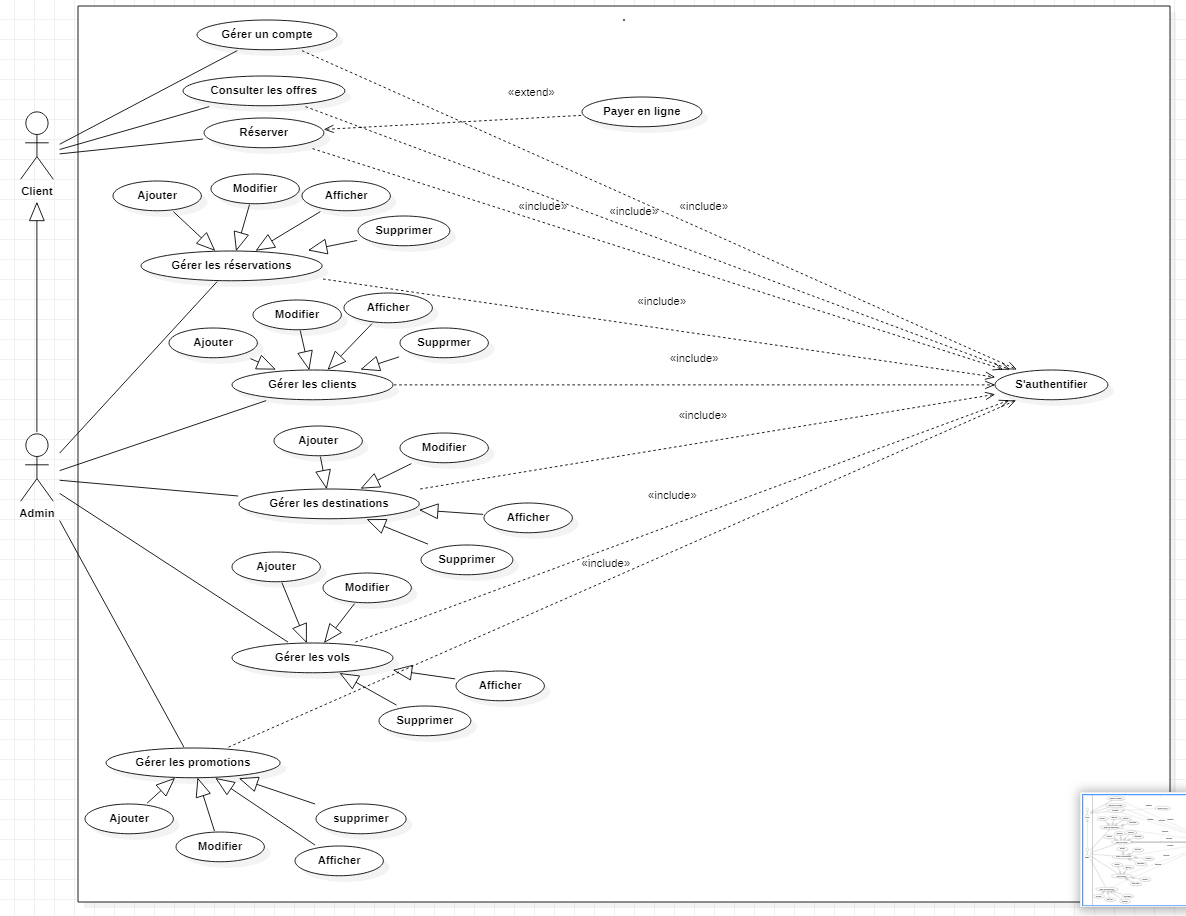 Gérer un compte
Consulter les offres
«extend»
Payer en ligne
Réserver
Client
Ajouter
Modifier
Afficher
Supprimer
«include»
«include»
«include»
Gérer les réservations
«include»
Modifier
Afficher
Ajouter
Supprmer
«include»
Gérer les clients
S'authentifier
«include»
Ajouter
Modifier
Admin
«include»
Gérer les destinations
Afficher
Supprimer
«include»
Ajouter
Modifier
Gérer les vols
Afficher
Supprimer
Gérer les promotions
Ajouter
supprimer
Modifier
Afficher